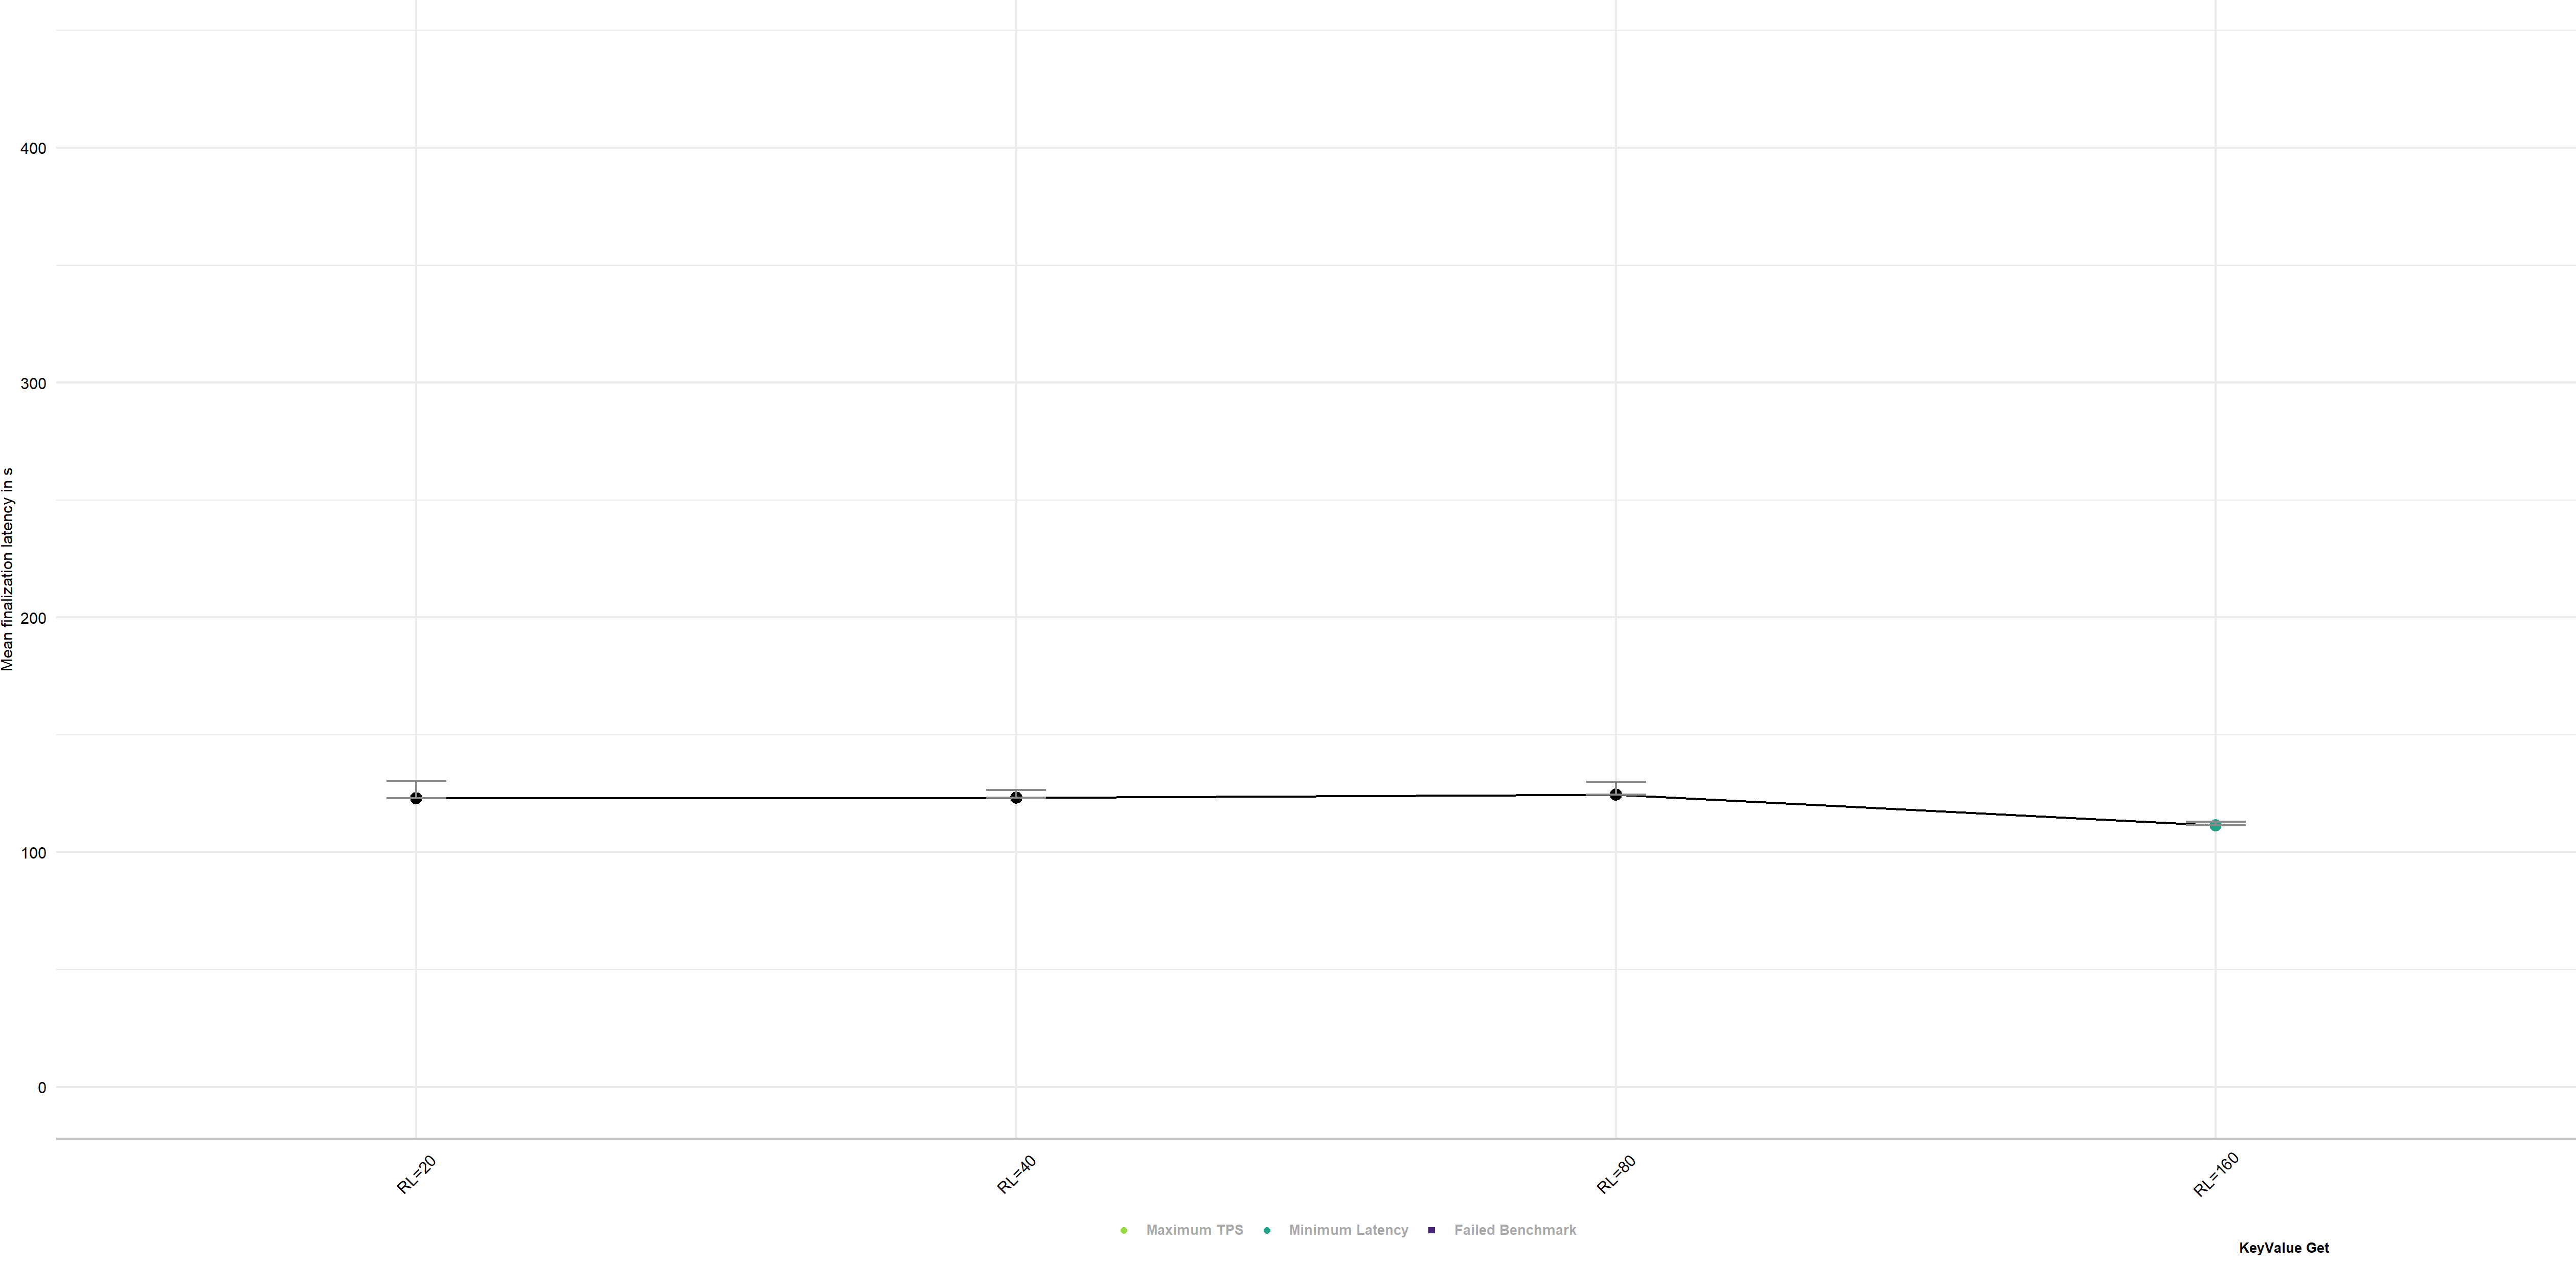 Mean finalization latency in s
400
300
200
100
0
RL=20
RL=40
RL=80
RL=160
Maximum TPS
Minimum Latency
Failed Benchmark
KeyValue Get